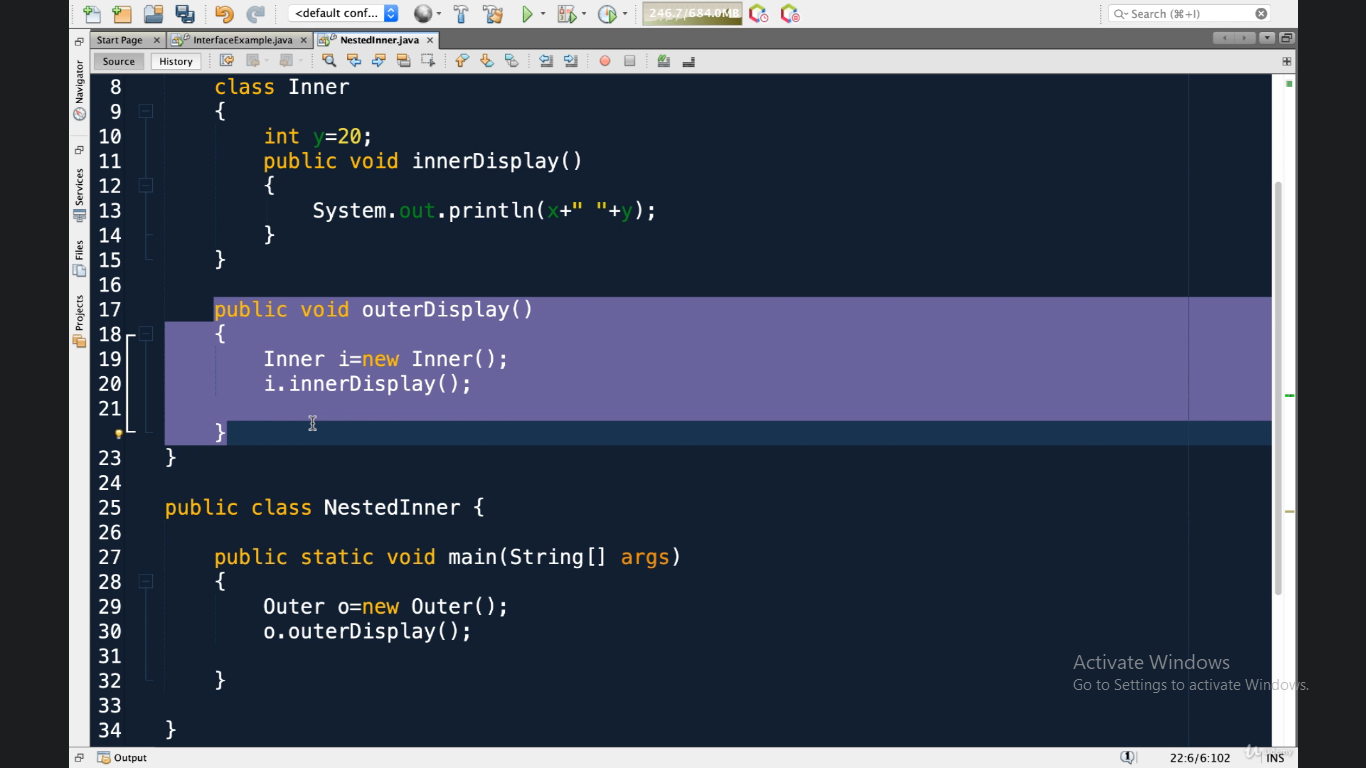 <default conf...
246.7/684.0MB
Search (⌘+I)
Start Page
InterfaceExample.java
NestedInner.java
Source
History
Navigator
Services
Files
Projects
8 class Inner
9 {
10 int y=20;
11 public void innerDisplay()
12 {
13 System.out.println(x+" "+y);
14 }
15 }
16
17 public void outerDisplay()
18 {
19 Inner i=new Inner();
20 i.innerDisplay();
21
}
23 }
24
25 public class NestedInner {
26
27 public static void main(String[] args)
28 {
29 Outer o=new Outer();
30 o.outerDisplay();
31
32 }
33
34 }
Activate Windows
Go to Settings to activate Windows.
Output
1
22:6/6:102
INS